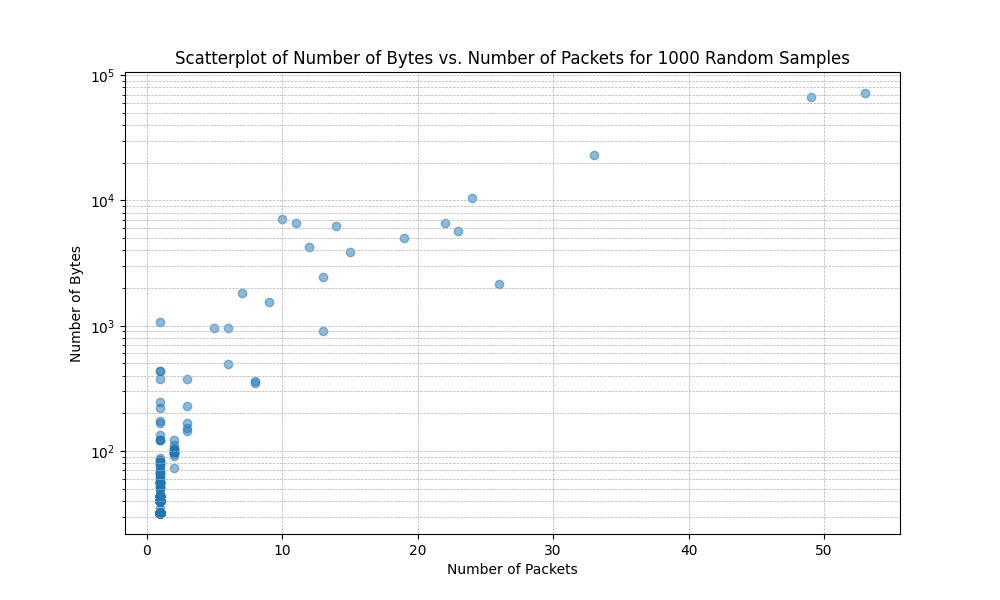 Scatterplot of Number of Bytes vs. Number of Packets for 1000 Random Samples
10⁵
10⁴
10³
10²
Number of Bytes
0 10 20 30 40 50
Number of Packets